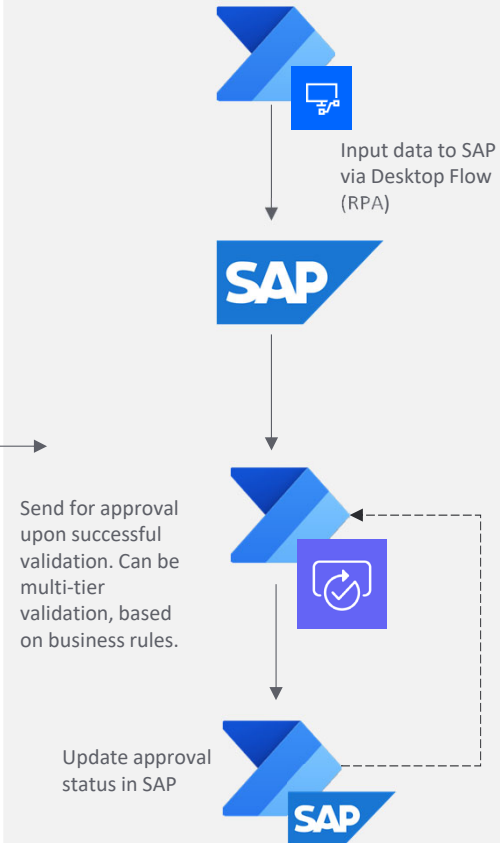 Input data to SAP
via Desktop Flow
(RPA)
SAP
Send for approval
upon successful
validation. Can be
multi-tier
validation, based
on business rules.
Update approval
status in SAP
SAP